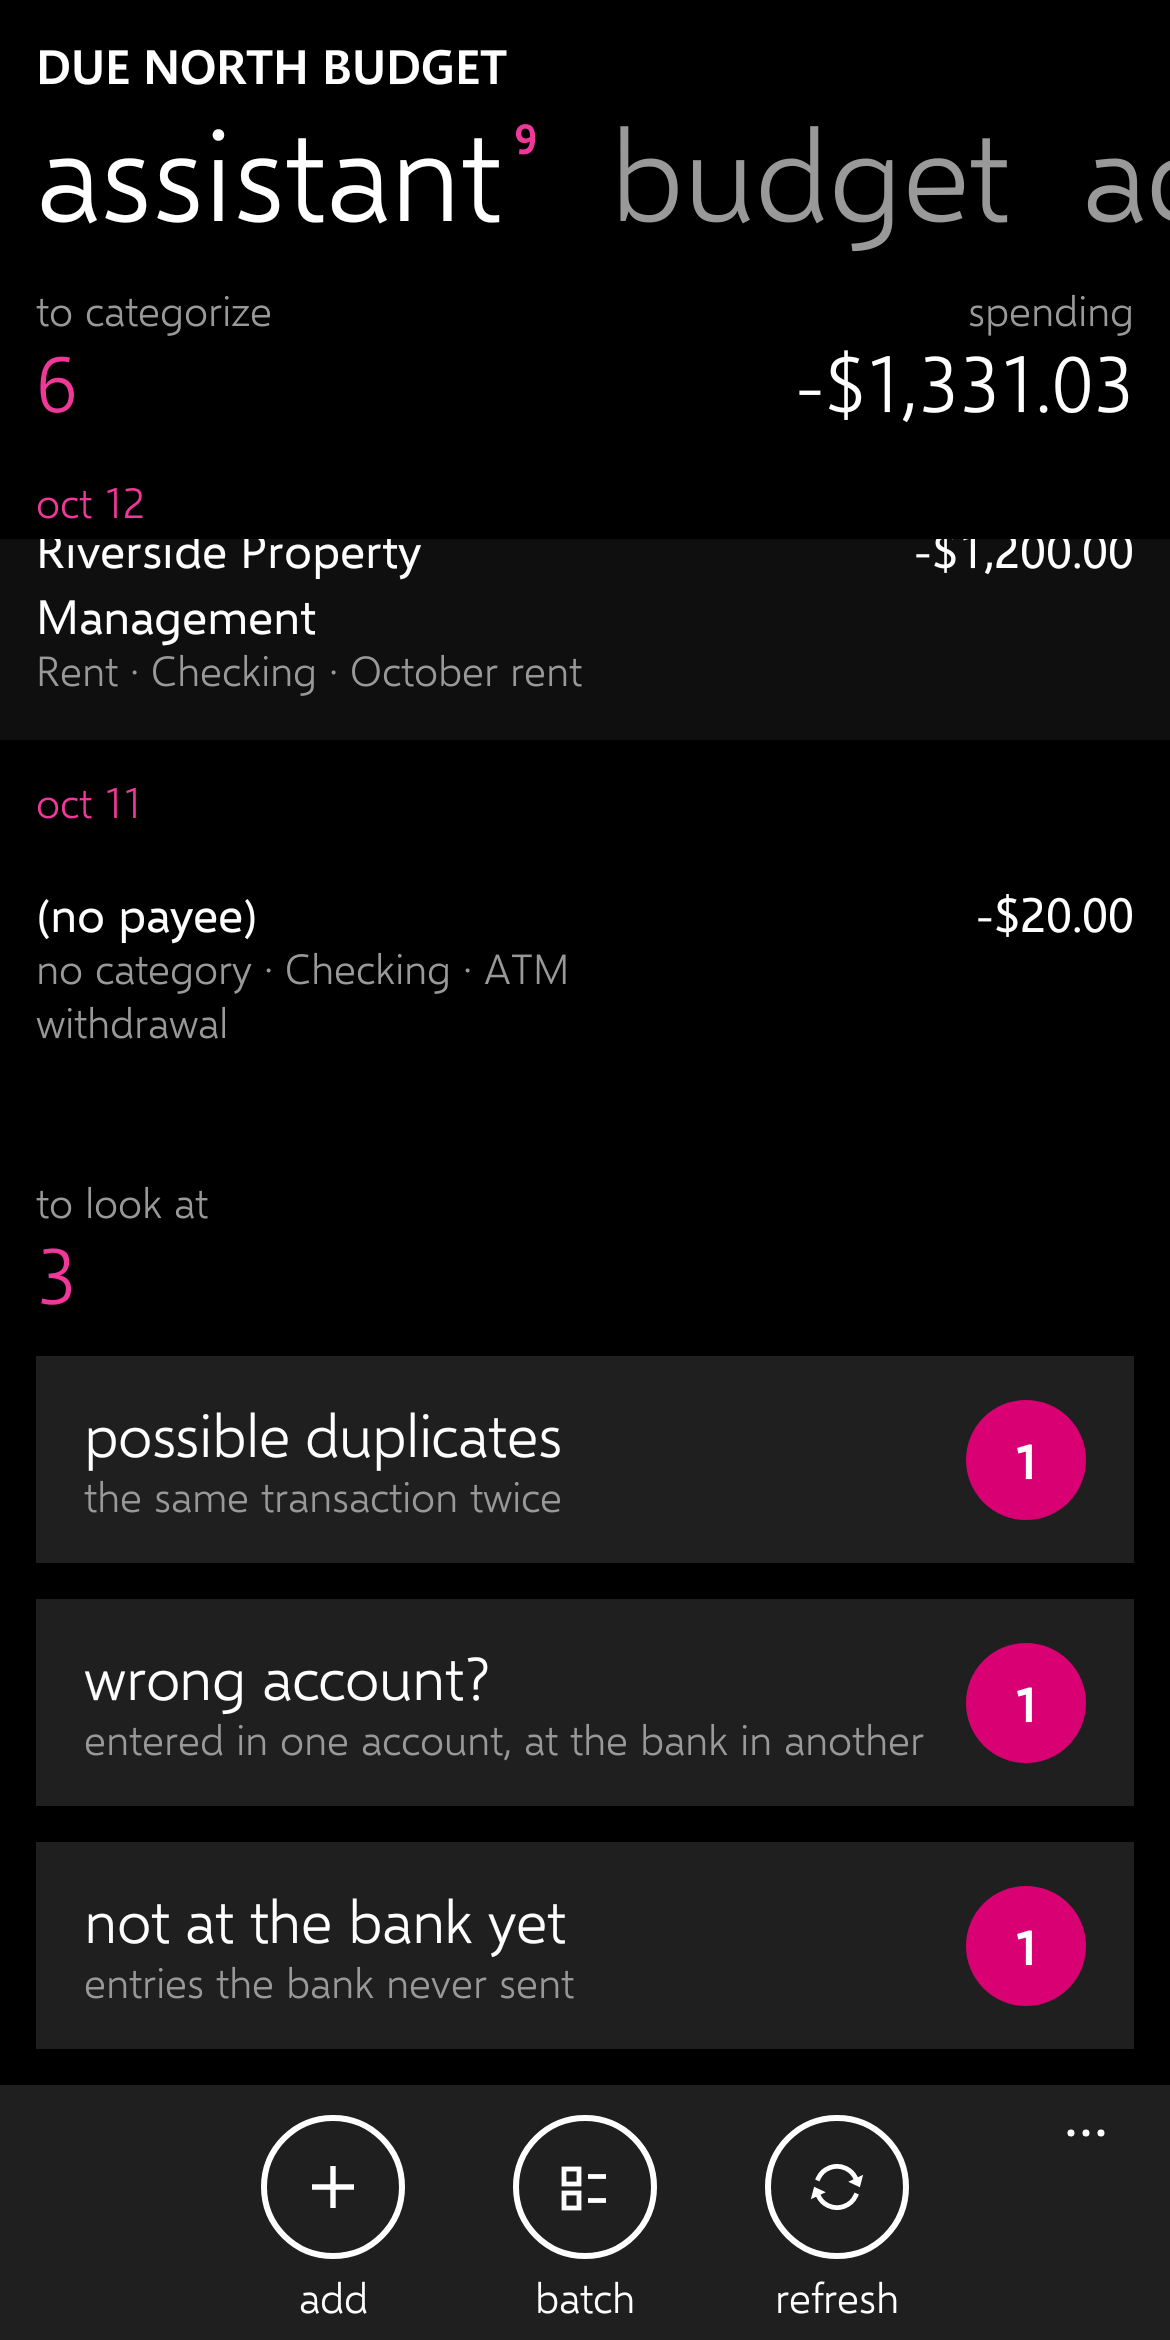 DUE NORTH BUDGET
assistant 9 budget ac
to categorize spending
6 -$1,331.03
oct 12
Riverside Property -$1,200.00
Management
Rent · Checking · October rent
oct 11
(no payee) -$20.00
no category · Checking · ATM
withdrawal
to look at
3
possible duplicates
the same transaction twice
1
wrong account?
entered in one account, at the bank in another
1
not at the bank yet
entries the bank never sent
1
...
add batch refresh